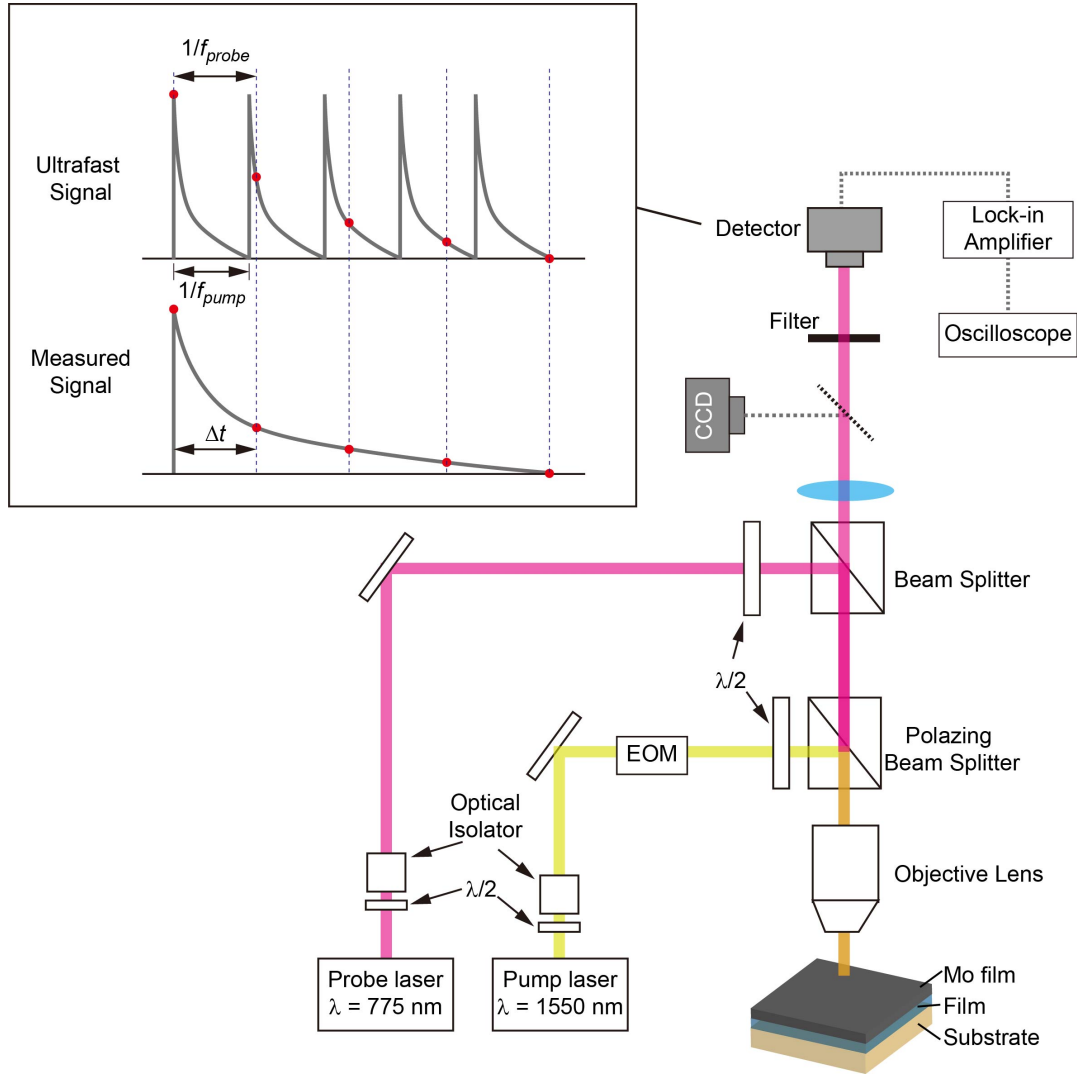 1/fprobe
Ultrafast
Signal
1/fpump
Measured
Signal
Δt
Detector
Lock-in
Amplifier
Filter
Oscilloscope
CCD
Beam Splitter
λ/2
Polazing
Beam Splitter
EOM
Optical
Isolator
λ/2
Objective Lens
Probe laser
λ = 775 nm
Pump laser
λ = 1550 nm
Mo film
Film
Substrate